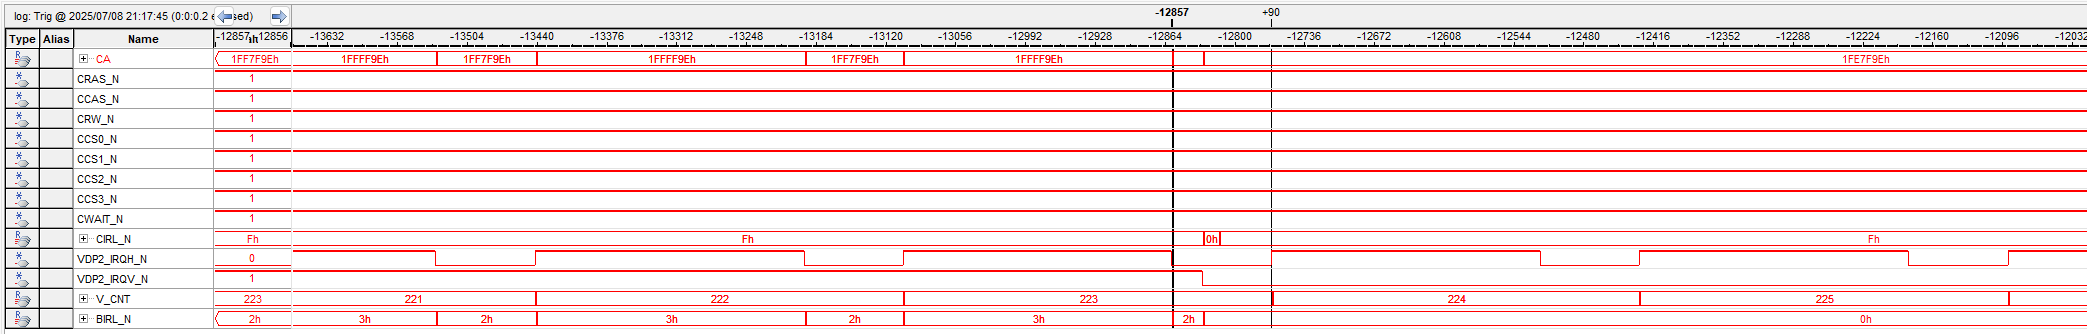 log: Trig @ 2025/07/08 21:17:45 (0:0:0.2 e sed) -12857 +90
Type Alias Name -12857 -12856 -13632 -13568 -13504 -13440 -13376 -13312 -13248 -13184 -13120 -13056 -12992 -12928 -12864 -12800 -12736 -12672 -12608 -12544 -12480 -12416 -12352 -12288 -12224 -12160 -12096 -12032
CA 1FF7F9Eh 1FFFF9Eh 1FF7F9Eh 1FFFF9Eh 1FF7F9Eh 1FFFF9Eh 1FE7F9Eh
CRAS_N 1
CCAS_N 1
CRW_N 1
CCS0_N 1
CCS1_N 1
CCS2_N 1
CCS3_N 1
CWAIT_N 1
CIRL_N Fh Fh 0h Fh
VDP2_IRQH_N 0
VDP2_IRQV_N 1
V_CNT 223 221 222 223 224 225
BIRL_N 2h 3h 2h 3h 2h 3h 2h 0h